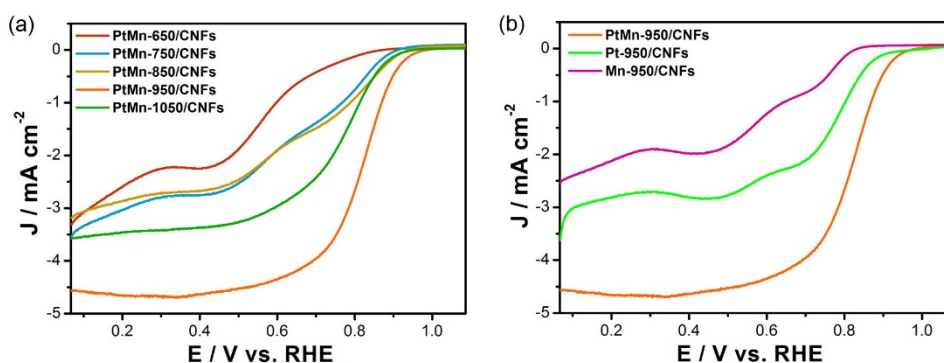 (a)
PtMn-650/CNFs
PtMn-750/CNFs
PtMn-850/CNFs
PtMn-950/CNFs
PtMn-1050/CNFs
J / mA cm-2
0
-1
-2
-3
-4
-5
0.2 0.4 0.6 0.8 1.0
E / V vs. RHE
(b)
PtMn-950/CNFs
Pt-950/CNFs
Mn-950/CNFs
J / mA cm-2
0
-1
-2
-3
-4
-5
0.2 0.4 0.6 0.8 1.0
E / V vs. RHE